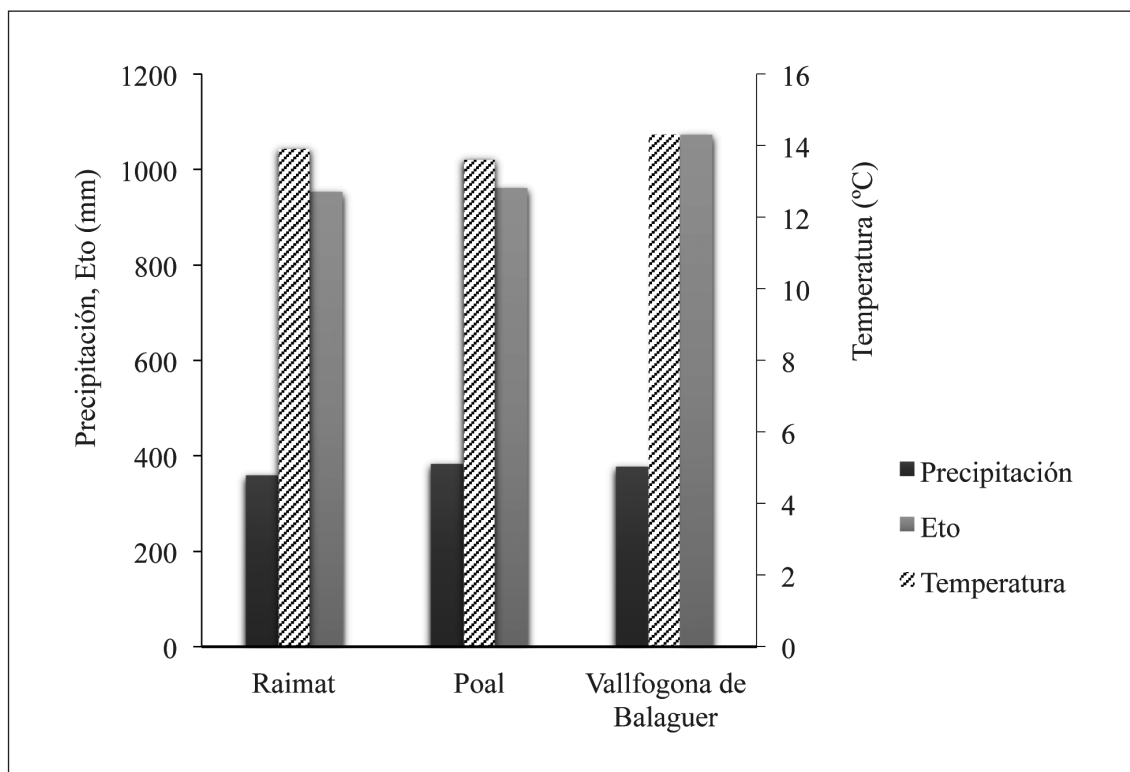 Precipitación, Eto (mm)
1200
1000
800
600
400
200
0
16
14
12
10
8
6
4
2
0
Temperatura (ºC)
Raimat
Poal
Vallfogona de
Balaguer
Precipitación
Eto
Temperatura